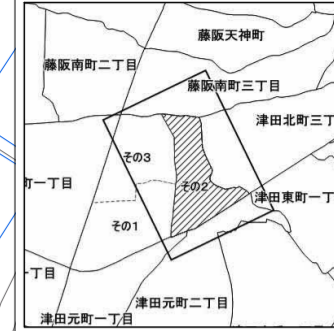 藤阪天神町
藤阪南町二丁目
藤阪南町三丁目
津田北町三丁
その3
町一丁目
その2
津田東町一丁
その1
一丁目
津田元町二丁目
津田元町一丁目